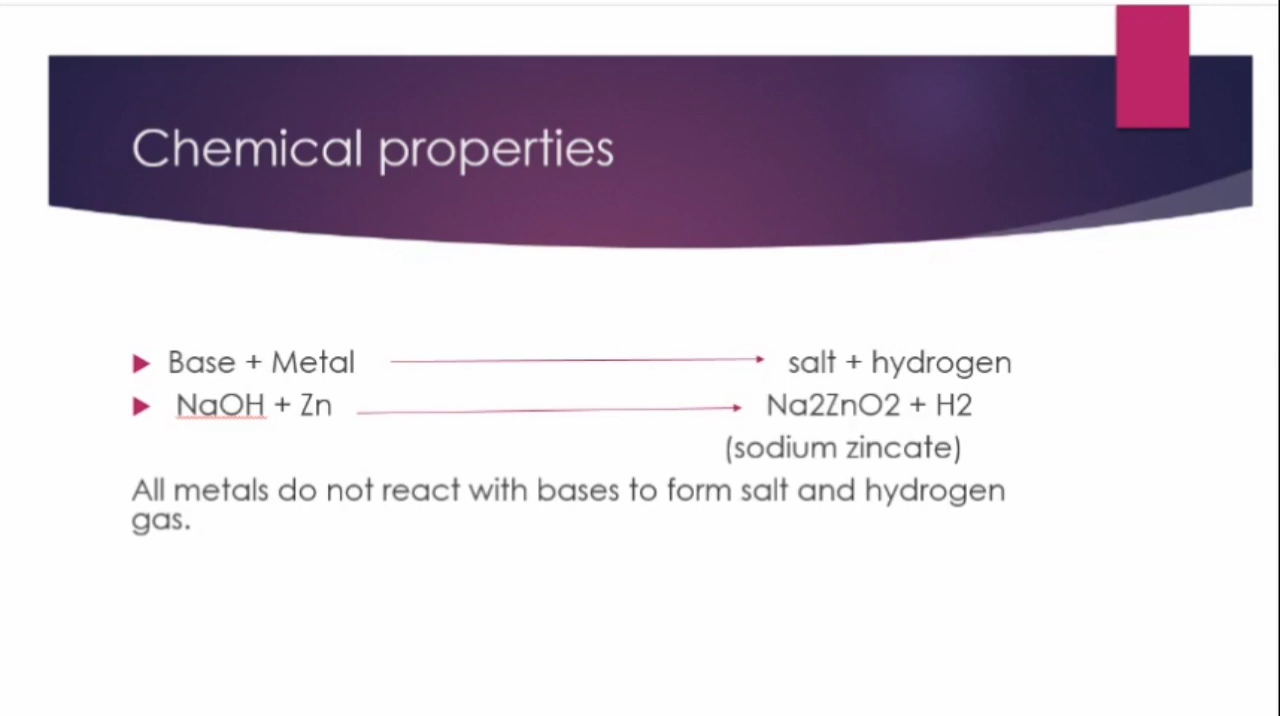 Chemical properties
Base + Metal salt + hydrogen
NaOH + Zn Na2ZnO2 + H2
(sodium zincate)
All metals do not react with bases to form salt and hydrogen
gas.